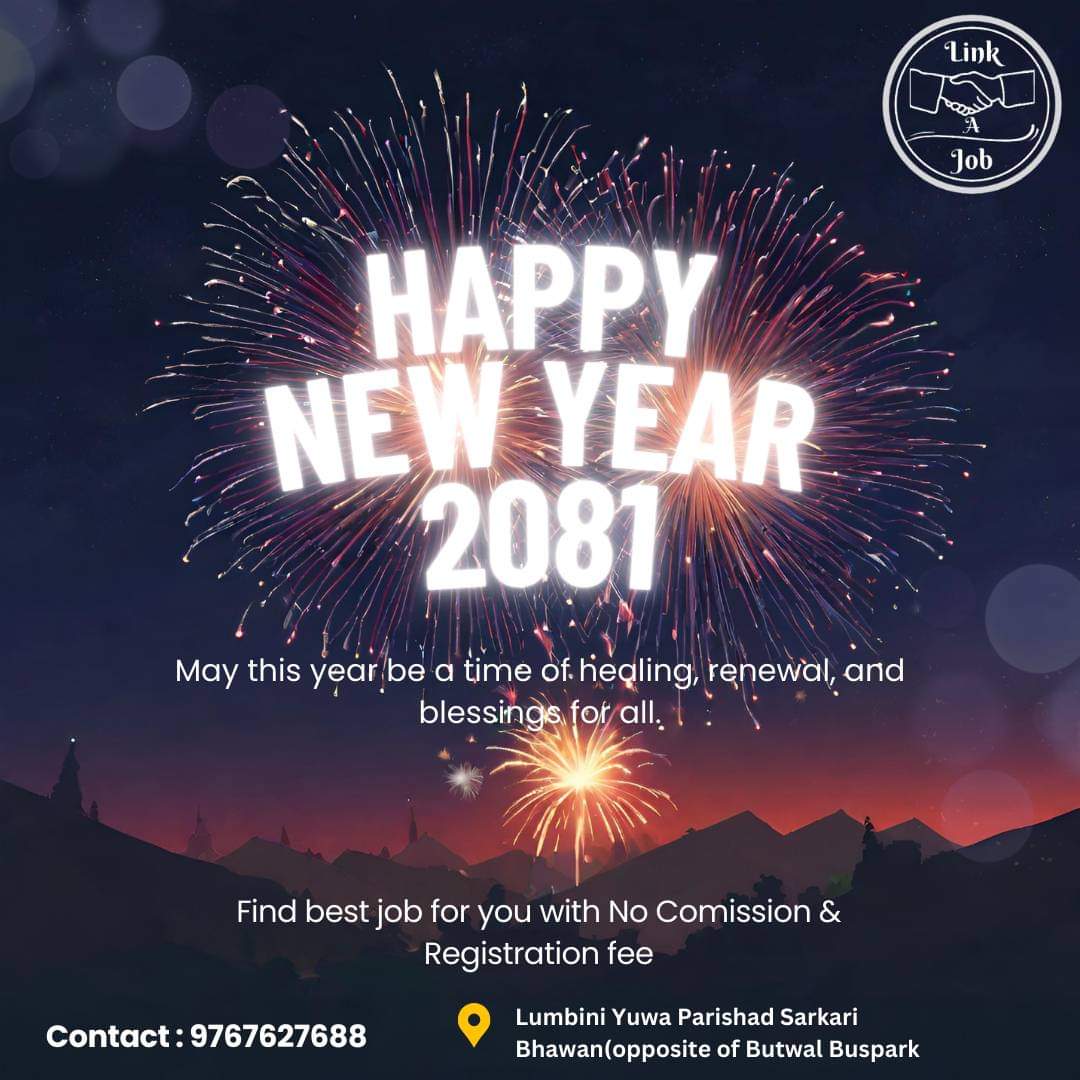 Link
A
Job
HAPPY
NEW YEAR
2081
May this year be a time of healing, renewal, and
blessings for all.
Find best job for you with No Comission &
Registration fee
Contact : 9767627688
Lumbini Yuwa Parishad Sarkari
Bhawan(opposite of Butwal Buspark